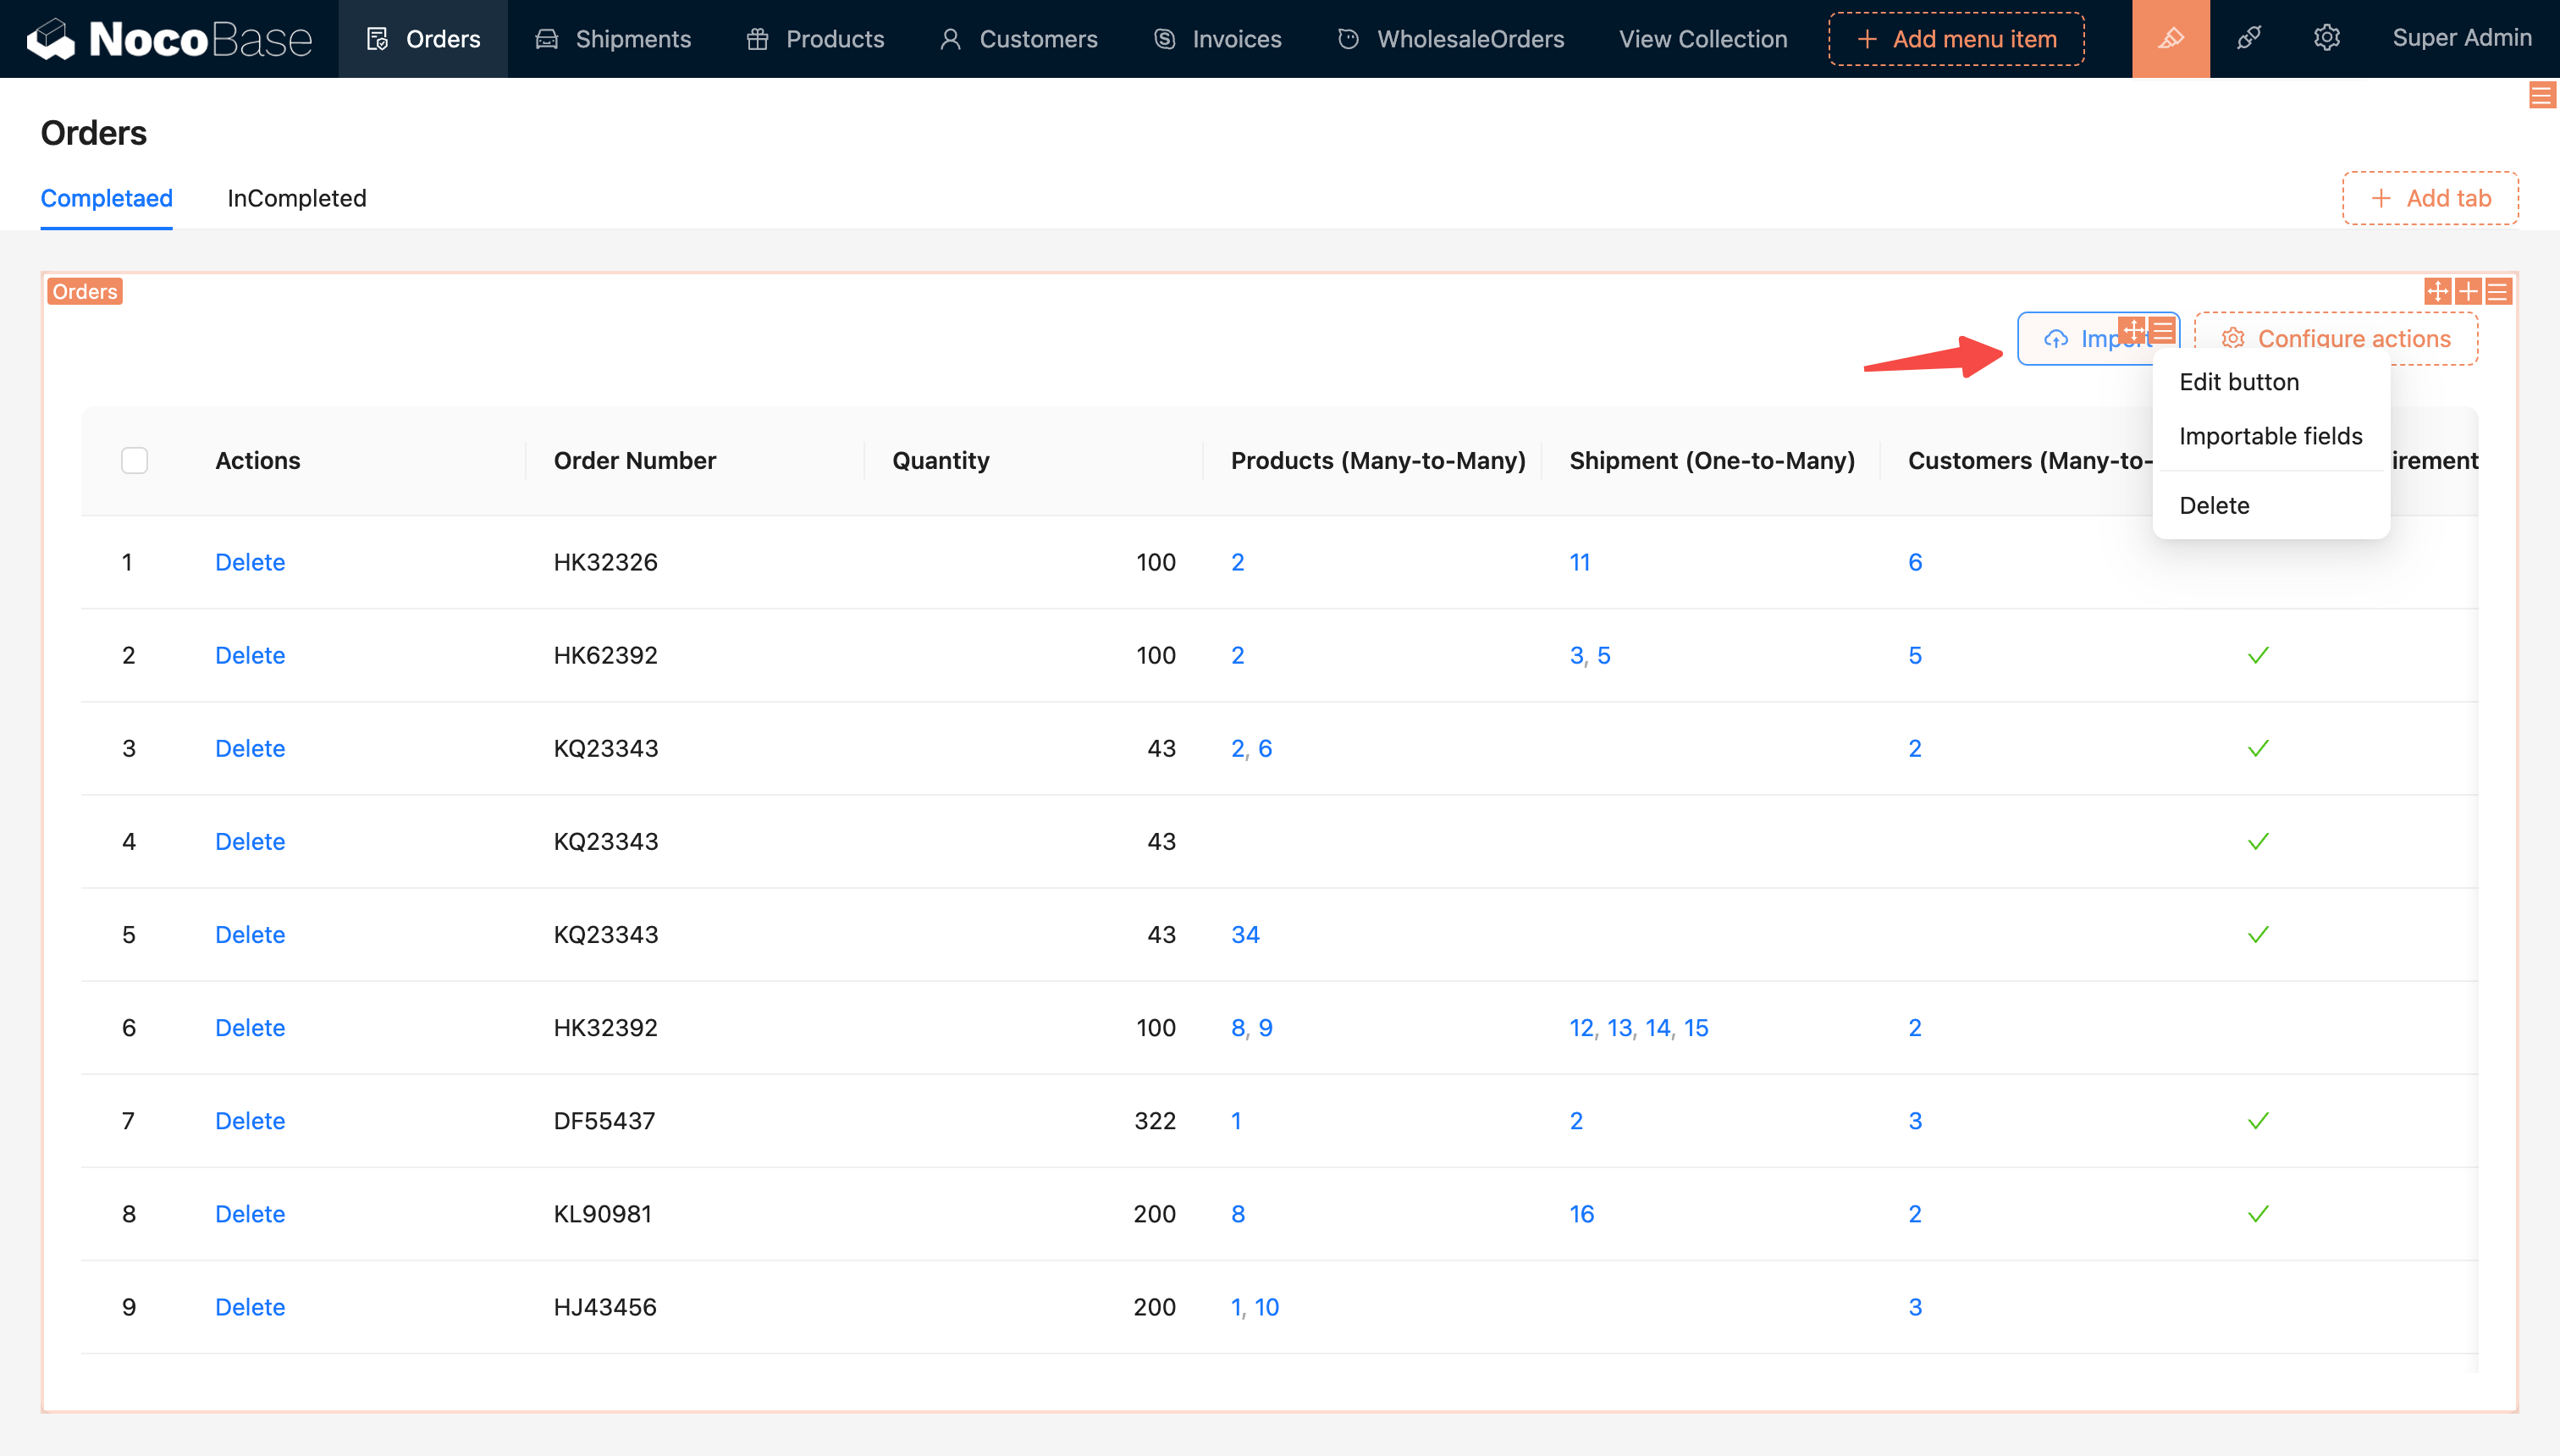 NocoBase Orders Shipments Products Customers Invoices WholesaleOrders View Collection Add menu item Super Admin
Orders
Completaed InCompleted Add tab
Orders
Import Configure actions
Edit button
Importable fields
Delete
Actions Order Number Quantity Products (Many-to-Many) Shipment (One-to-Many) Customers (Many-to- irement
1 Delete HK32326 100 2 11 6
2 Delete HK62392 100 2 3, 5 5
3 Delete KQ23343 43 2, 6 2
4 Delete KQ23343 43
5 Delete KQ23343 43 34
6 Delete HK32392 100 8, 9 12, 13, 14, 15 2
7 Delete DF55437 322 1 2 3
8 Delete KL90981 200 8 16 2
9 Delete HJ43456 200 1, 10 3